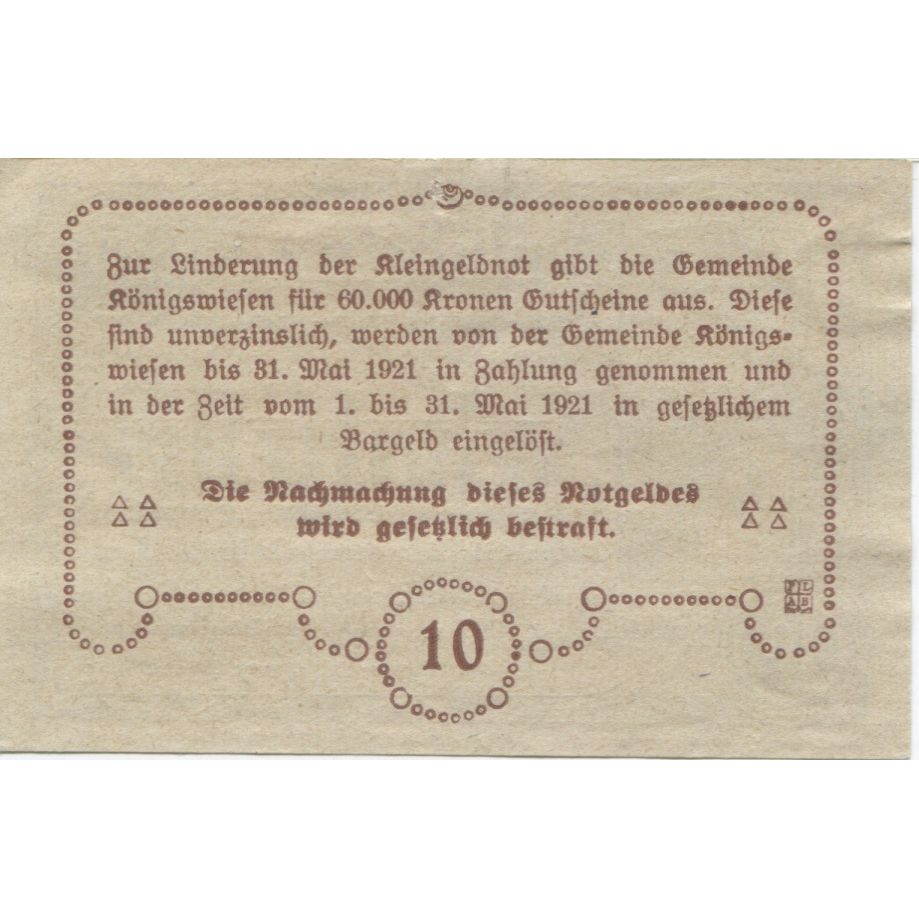 Zur Linderung der Kleingeldnot gibt die Gemeinde
Königswiesen für 60.000 Kronen Gutscheine aus. Diese
sind unverzinslich, werden von der Gemeinde Königs-
wiesen bis 31. Mai 1921 in Zahlung genommen und
in der Zeit vom 1. bis 31. Mai 1921 in gesetzlichem
Bargeld eingelöst.
Die Nachmachung dieses Notgeldes
wird gesetzlich bestraft.
10